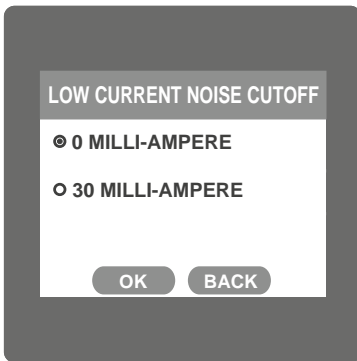 LOW CURRENT NOISE CUTOFF
0 MILLI-AMPERE
30 MILLI-AMPERE
OK BACK